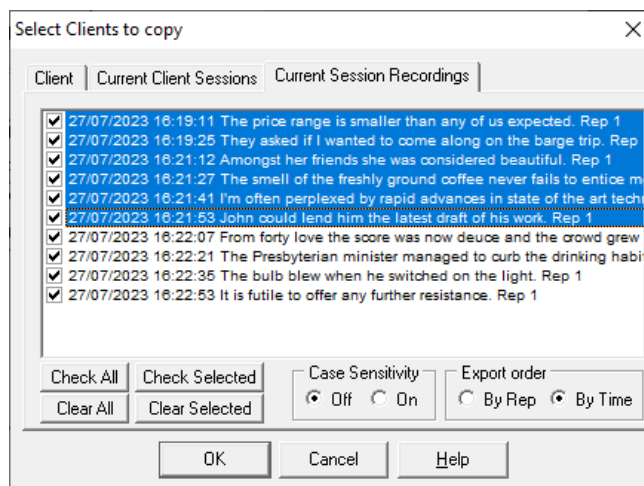 Select Clients to copy
Client
Current Client Sessions
Current Session Recordings
27/07/2023 16:19:11 The price range is smaller than any of us expected. Rep 1
27/07/2023 16:19:25 They asked if I wanted to come along on the barge trip. Rep
27/07/2023 16:21:12 Amongst her friends she was considered beautiful. Rep 1
27/07/2023 16:21:27 The smell of the freshly ground coffee never fails to entice
27/07/2023 16:21:41 I'm often perplexed by rapid advances in state of the art
27/07/2023 16:21:53 John could lend him the latest draft of his work. Rep 1
27/07/2023 16:22:07 From forty love the score was now deuce and the crowd grew
27/07/2023 16:22:21 The Presbyterian minister managed to curb the drinking
27/07/2023 16:22:35 The bulb blew when he switched on the light. Rep 1
27/07/2023 16:22:53 It is futile to offer any further resistance. Rep 1
Check All
Check Selected
Case Sensitivity
Export order
Off
On
By Rep
By Time
Clear All
Clear Selected
OK
Cancel
Help